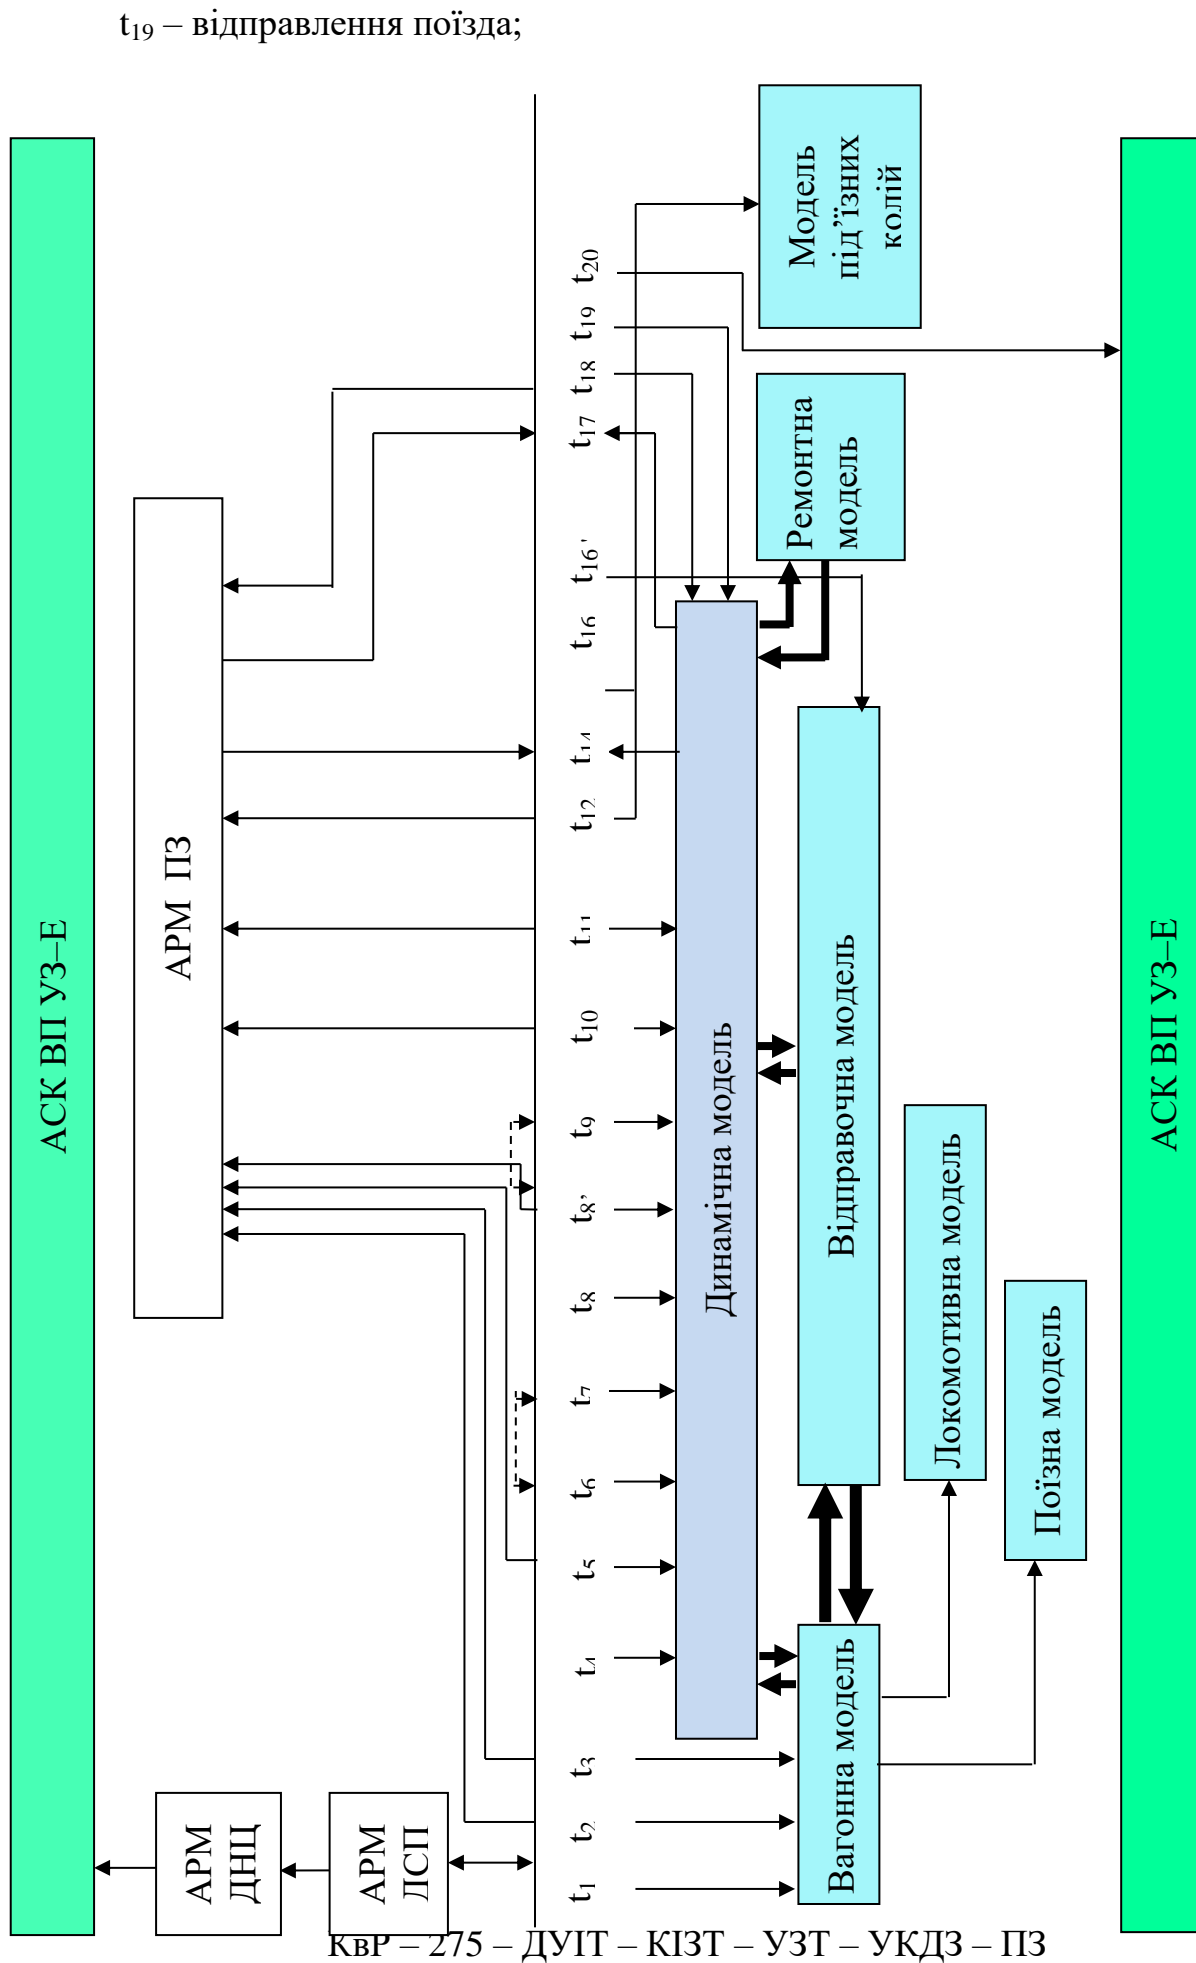 t19 – відправлення поїзда;
АСК ВП УЗ–Е
АРМ ПЗ
АРМ
ДНЦ
АРМ
ДСП
t1
t2
t3
t4
t5
t6
t7
t8
t8’
t9
t10
t11
t12
t14
t16
t16'
t17
t18
t19
t20
Динамічна модель
Вагонна модель
Відправочна модель
Ремонтна
модель
Модель
під’їзних
колій
Локомотивна модель
Поїзна модель
АСК ВП УЗ–Е
КвР – 275 – ДУІТ – КІЗТ – УЗТ – УКДЗ – ПЗ